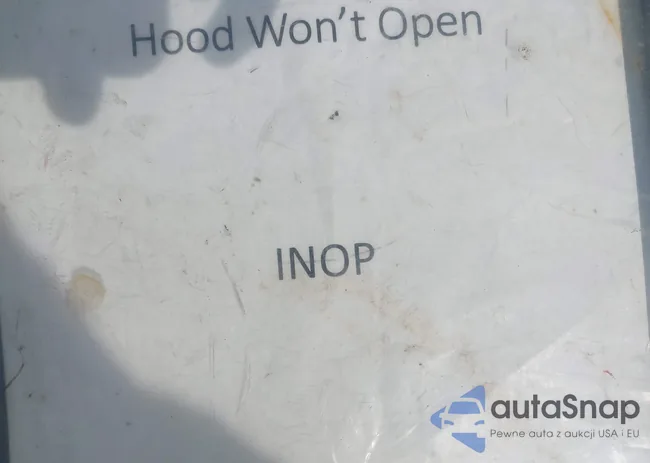 Hood Won't Open
INOP
autaSnap
Pewne auta z aukcji USA i EU